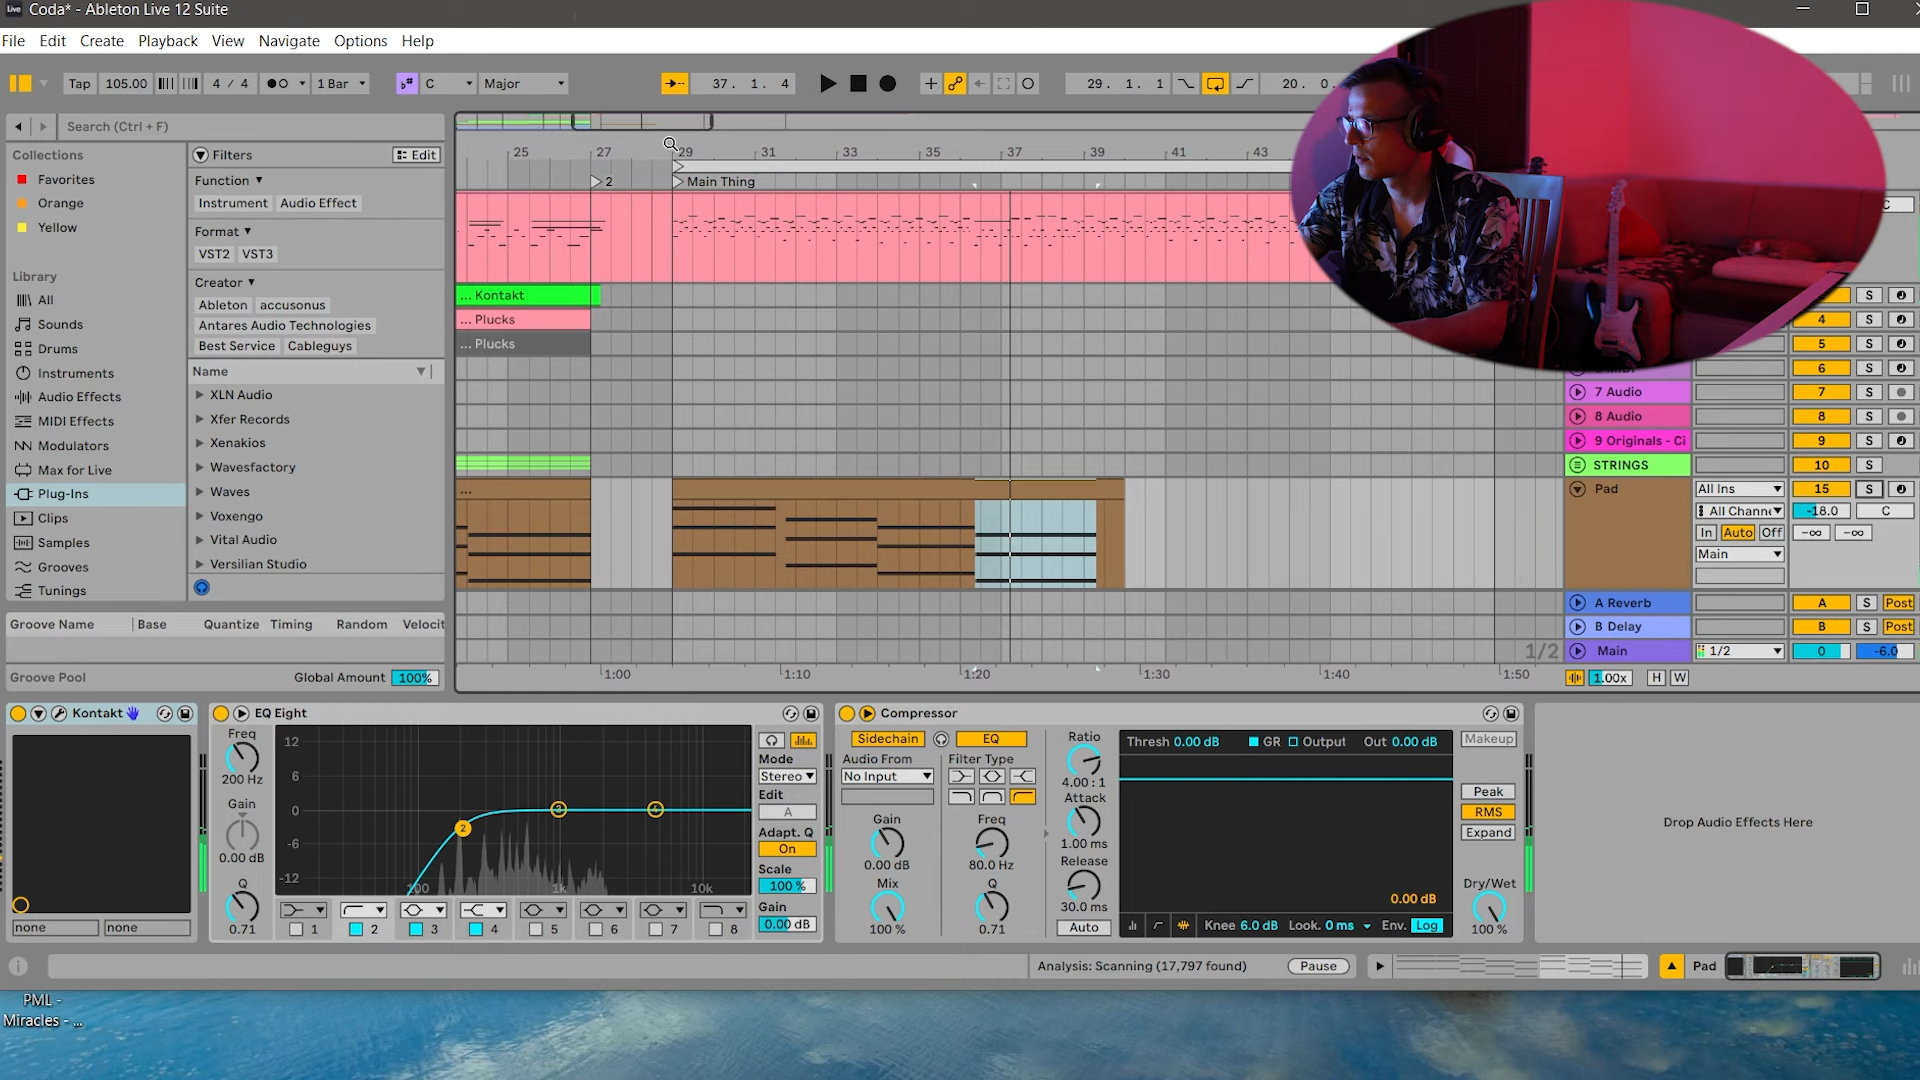 Live Coda* - Ableton Live 12 Suite
File Edit Create Playback View Navigate Options Help
Tap 105.00 4 / 4 1 Bar C Major 37. 1. 4 29. 1. 1 20. 0.
Search (Ctrl + F)
25 27 29 31 33 35 37 39 41 43
2 Main Thing
Collections
Favorites
Orange
Yellow
Library
All
Sounds
Drums
Instruments
Audio Effects
MIDI Effects
Modulators
Max for Live
Plug-Ins
Clips
Samples
Grooves
Tunings
Filters Edit
Function
Instrument Audio Effect
Format
VST2 VST3
Creator
Ableton accusonus
Antares Audio Technologies
Best Service Cableguys
Name
XLN Audio
Xfer Records
Xenakios
Wavesfactory
Waves
Voxengo
Vital Audio
Versilian Studio
Groove Name Base Quantize Timing Random Velocit
Groove Pool Global Amount 100%
... Kontakt
... Plucks
... Plucks
...
C
S
4 S
5 S
6 S
7 Audio 7 S
8 Audio 8 S
9 Originals - Ci 9 S
STRINGS 10 S
Pad All Ins 15 S
All Channe -18.0 C
In Auto Off -∞ -∞
Main
A Reverb A S Post
B Delay B S Post
1/2 Main 1/2 0 -6.0
1:00 1:10 1:20 1:30 1:40 1:50 1.00x H W
Kontakt
none none
EQ Eight
Freq
200 Hz
Gain
0.00 dB
Q
0.71
12
6
0
-6
-12
100 1k 10k
2 3 4
1 2 3 4 5 6 7 8
Mode
Stereo
Edit
A
Adapt. Q
On
Scale
100 %
Gain
0.00 dB
Compressor
Sidechain EQ
Audio From Filter Type
No Input
Gain Freq
0.00 dB 80.0 Hz
Mix Q
100 % 0.71
Ratio
4.00 : 1
Attack
1.00 ms
Release
30.0 ms
Auto
Thresh 0.00 dB GR Output Out 0.00 dB
0.00 dB
Knee 6.0 dB Look. 0 ms Env. Log
Makeup
Peak
RMS
Expand
Dry/Wet
100 %
Drop Audio Effects Here
Analysis: Scanning (17,797 found) Pause Pad
PML -
Miracles - ...